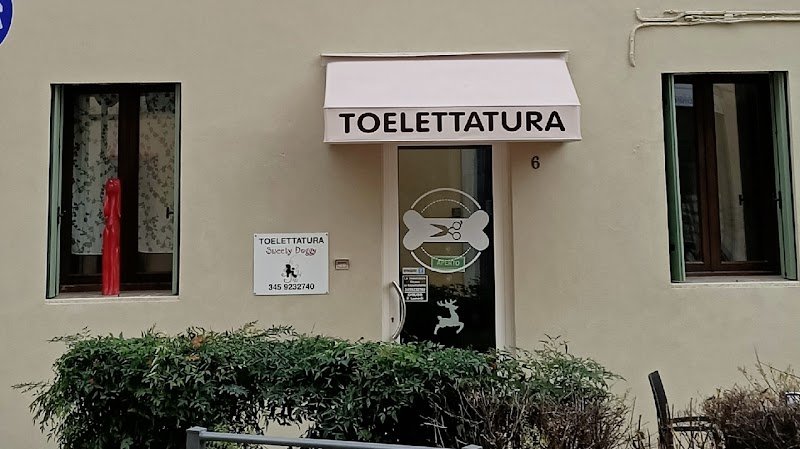 TOELETTATURA
6
TOELETTATURA
Sweety Doggy
345 9232740
APERTO